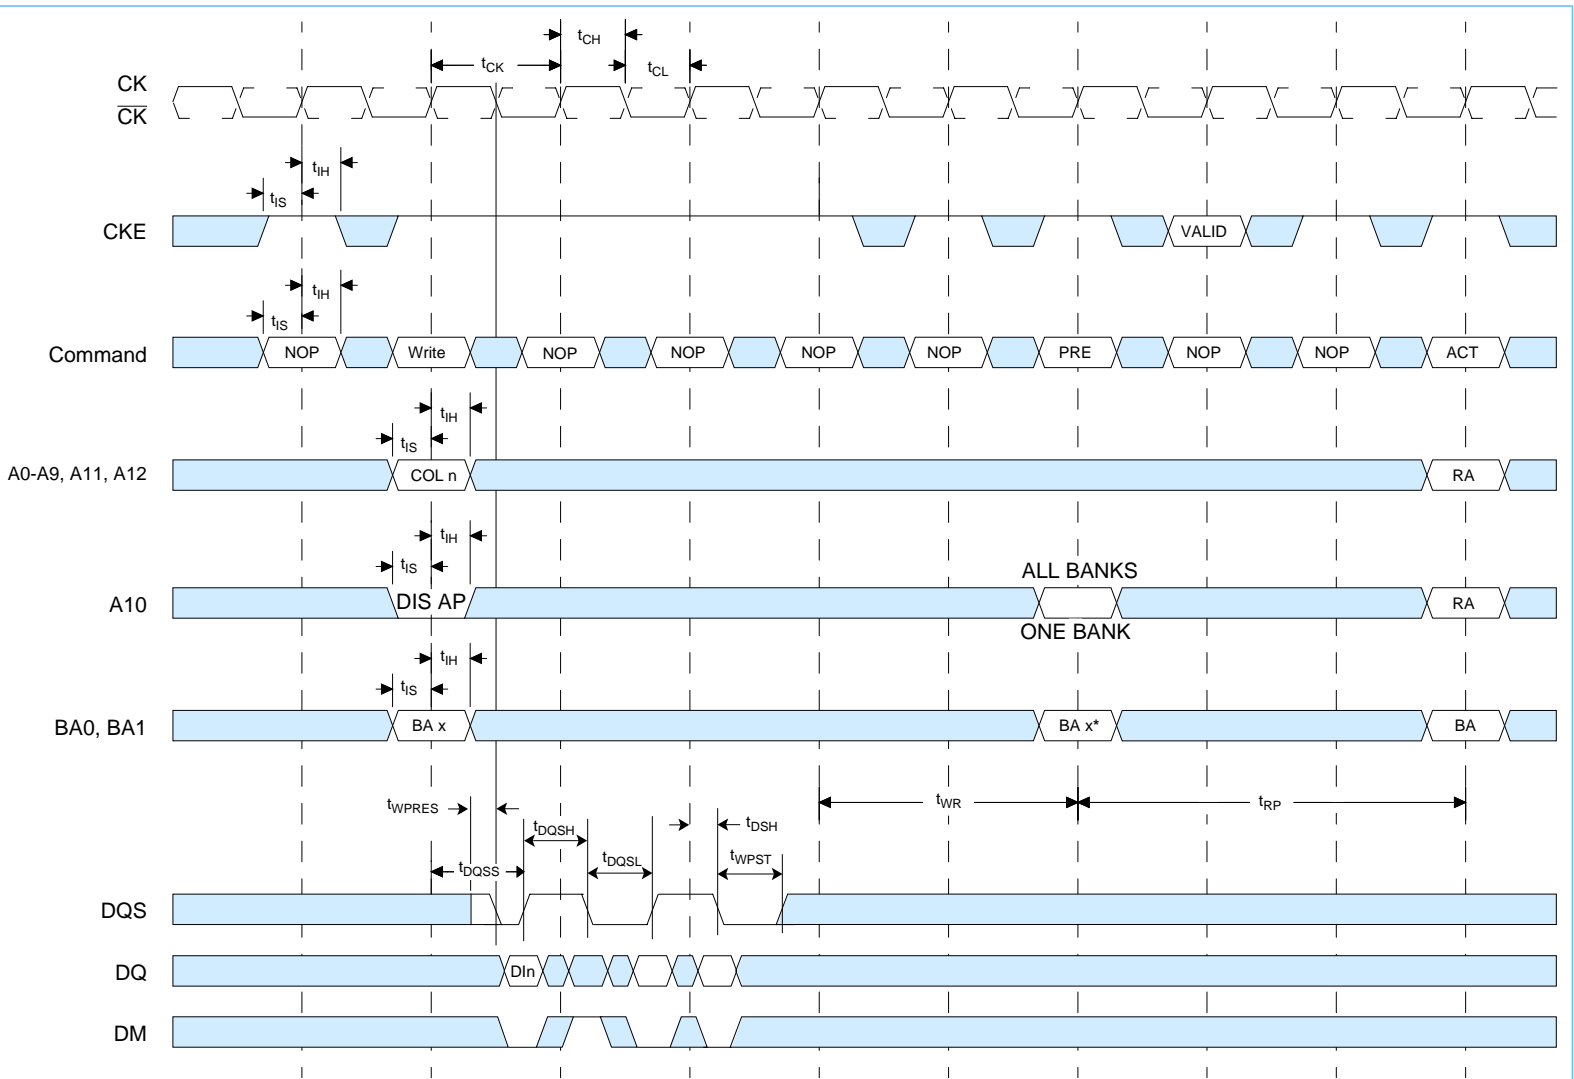 tCH
tCK
tCL
CK
CK
tIH
tIS
CKE
VALID
tIH
tIS
Command
NOP
Write
NOP
NOP
NOP
NOP
PRE
NOP
NOP
ACT
tIH
tIS
A0-A9, A11, A12
COL n
RA
tIH
tIS
ALL BANKS
A10
DIS AP
RA
ONE BANK
tIH
tIS
BA0, BA1
BA x
BA x*
BA
tWPRES
tWR
tRP
tDQSH
tDSH
tDQSS
tDQSL
tWPST
DQS
DQ
DIn
DM